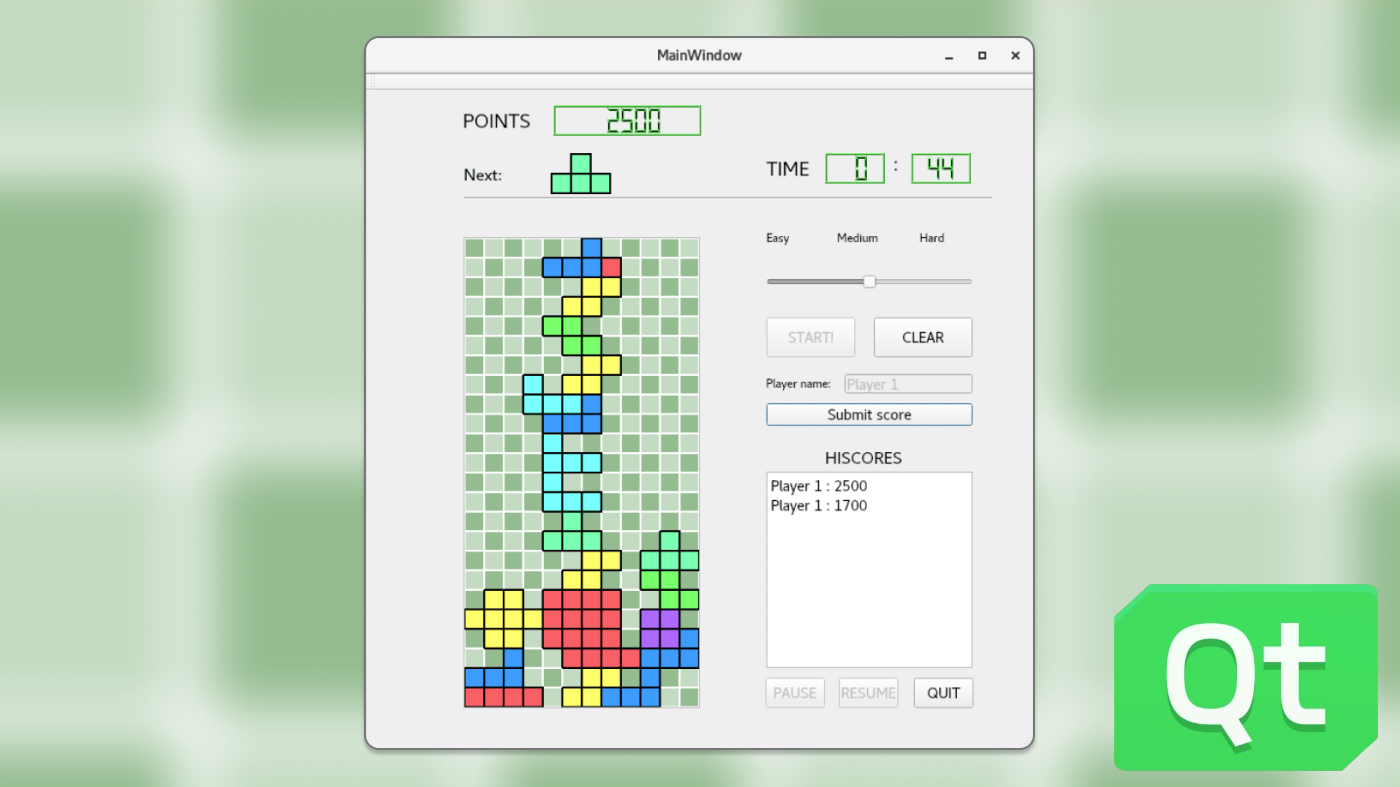 MainWindow
POINTS 2500
Next:
TIME 0 : 44
Easy Medium Hard
START! CLEAR
Player name: Player 1
Submit score
HISCORES
Player 1 : 2500
Player 1 : 1700
PAUSE RESUME QUIT
Qt